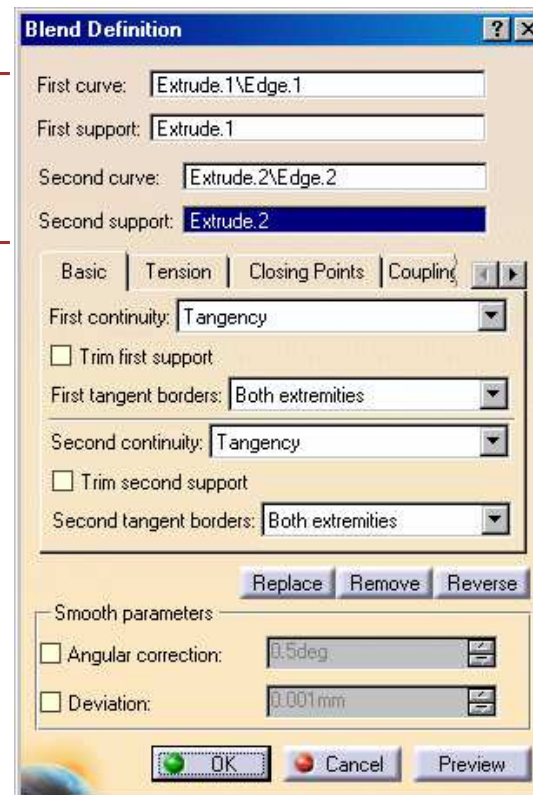 Blend Definition
First curve: Extrude.1\Edge.1
First support: Extrude.1
Second curve: Extrude.2\Edge.2
Second support: Extrude.2
Basic Tension Closing Points Coupling
First continuity: Tangency
Trim first support
First tangent borders: Both extremities
Second continuity: Tangency
Trim second support
Second tangent borders: Both extremities
Replace Remove Reverse
Smooth parameters
Angular correction: 0.5deg
Deviation: 0.001mm
OK Cancel Preview